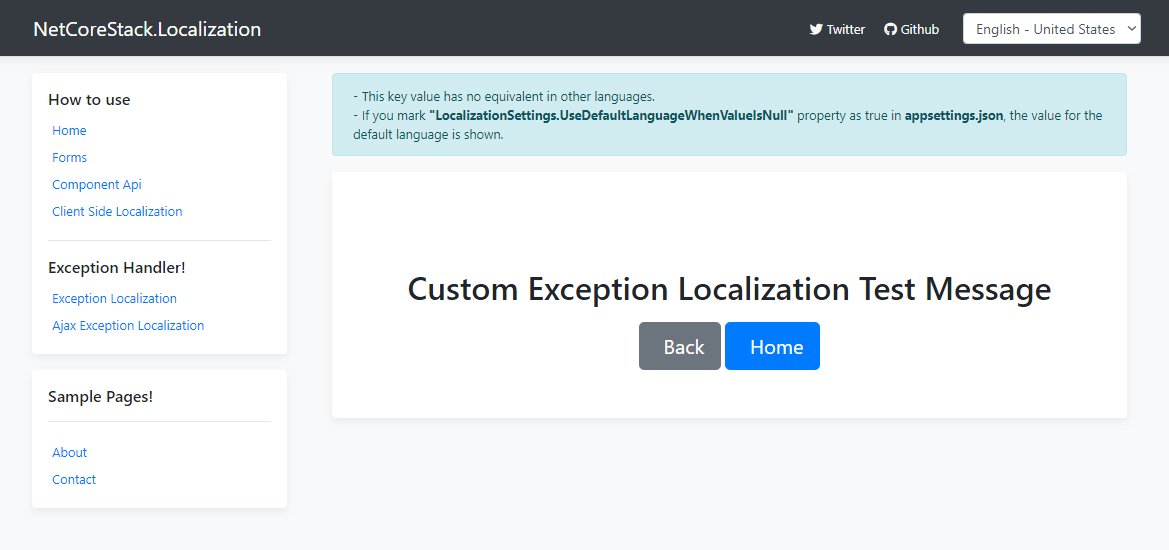 NetCoreStack.Localization
Twitter
Github
English - United States
How to use
Home
Forms
Component Api
Client Side Localization
Exception Handler!
Exception Localization
Ajax Exception Localization
Sample Pages!
About
Contact
- This key value has no equivalent in other languages.
- If you mark "LocalizationSettings.UseDefaultLanguageWhenValueIsNull" property as true in appsettings.json, the value for the
default language is shown.
Custom Exception Localization Test Message
Back
Home